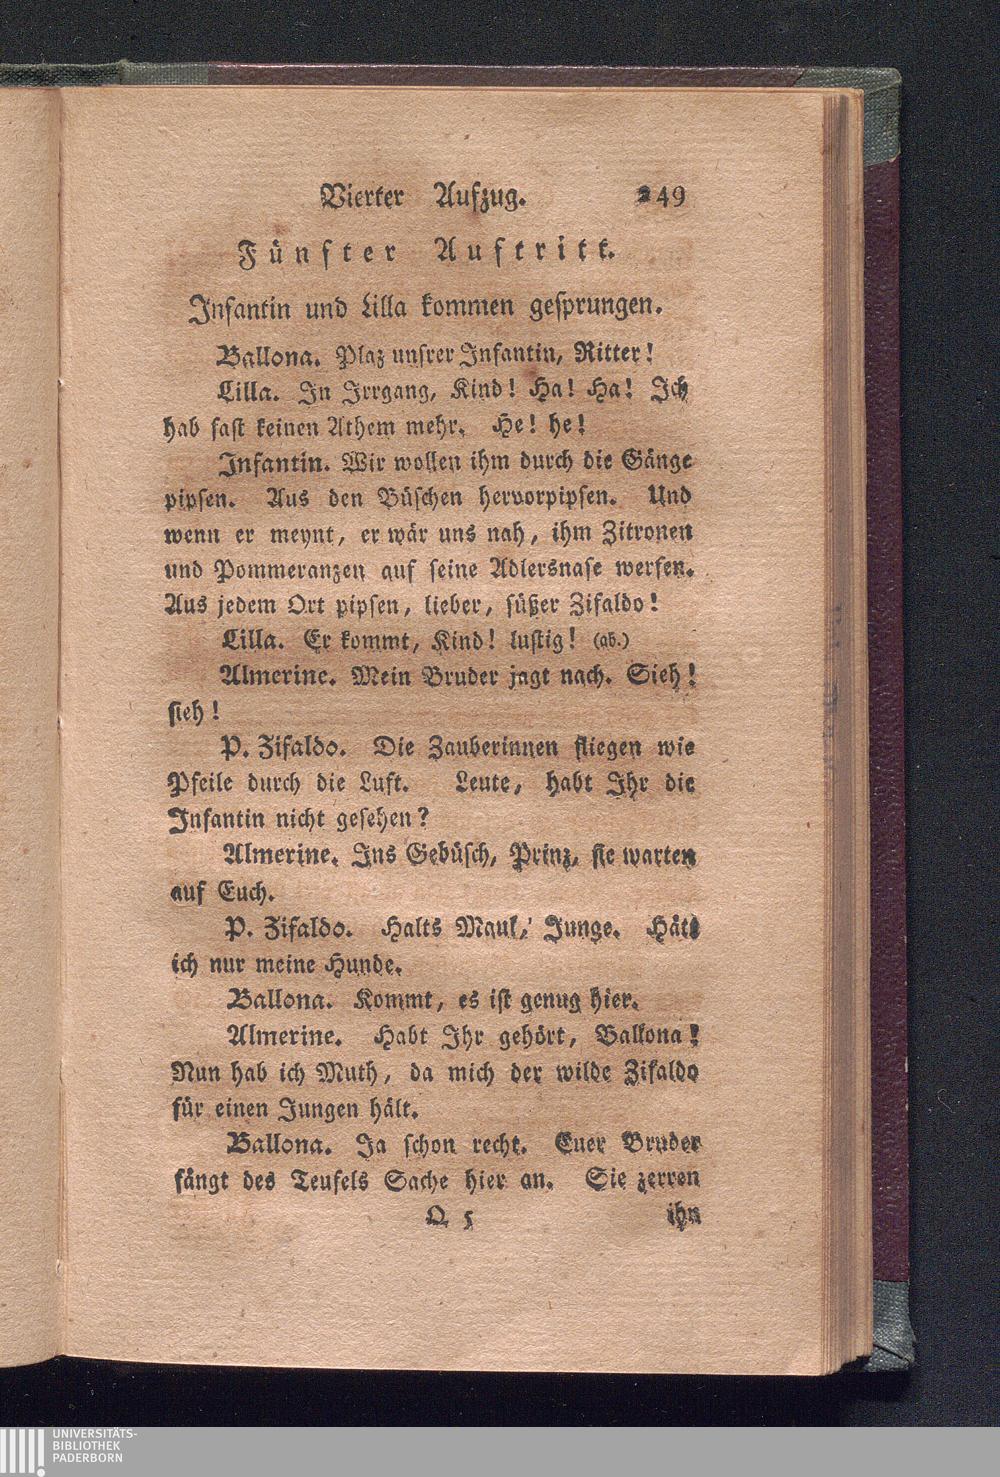 Vierter Aufzug. 249
Fünfter Auftritt.
Infantin und Lilla kommen gesprungen.
Ballona. Plaz unsrer Infantin, Ritter!
Lilla. In Irrgang, Kind! Ha! Ha! Ich
hab fast keinen Athem mehr. He! he!
Infantin. Wir wollen ihm durch die Gänge
pipsen. Aus den Büschen hervorpipsen. Und
wenn er meynt, er wär uns nah, ihm Zitronen
und Pommeranzen auf seine Adlersnase werfen.
Aus jedem Ort pipsen, lieber, süßer Zifaldo!
Lilla. Er kommt, Kind! lustig! (ab.)
Almerine. Mein Bruder jagt nach. Sieh!
sieh!
P. Zifaldo. Die Zauberinnen fliegen wie
Pfeile durch die Luft. Leute, habt Ihr die
Infantin nicht gesehen?
Almerine. Ins Gebüsch, Prinz, sie warten
auf Euch.
P. Zifaldo. Halts Maul, Junge. Hätt
ich nur meine Hunde.
Ballona. Kommt, es ist genug hier.
Almerine. Habt Ihr gehört, Ballona!
Nun hab ich Muth, da mich der wilde Zifaldo
für einen Jungen hält.
Ballona. Ja schon recht. Euer Bruder
fängt des Teufels Sache hier an. Sie zerren
Q 5 ihn
UNIVERSITÄTS-
BIBLIOTHEK
PADERBORN